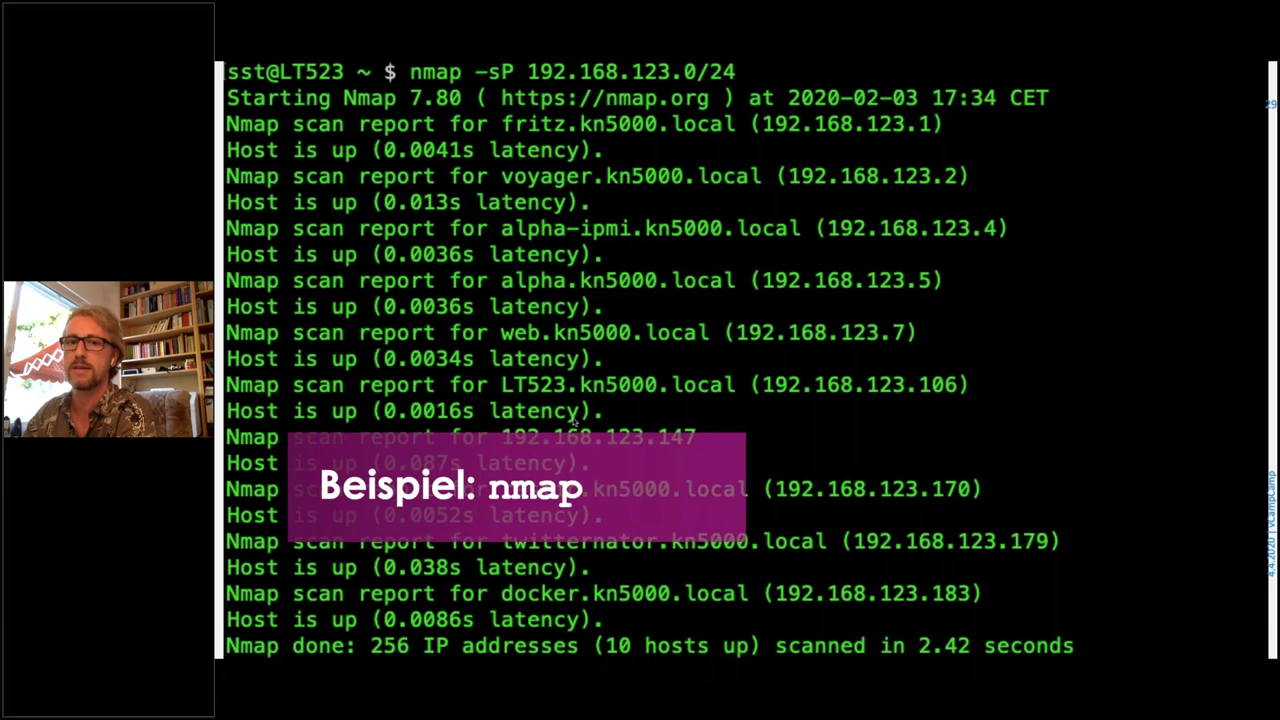 sst@LT523 ~ $ nmap -sP 192.168.123.0/24
Starting Nmap 7.80 ( https://nmap.org ) at 2020-02-03 17:34 CET
Nmap scan report for fritz.kn5000.local (192.168.123.1)
Host is up (0.0041s latency).
Nmap scan report for voyager.kn5000.local (192.168.123.2)
Host is up (0.013s latency).
Nmap scan report for alpha-ipmi.kn5000.local (192.168.123.4)
Host is up (0.0036s latency).
Nmap scan report for alpha.kn5000.local (192.168.123.5)
Host is up (0.0036s latency).
Nmap scan report for web.kn5000.local (192.168.123.7)
Host is up (0.0034s latency).
Nmap scan report for LT523.kn5000.local (192.168.123.106)
Host is up (0.0016s latency).
Nmap scan report for 192.168.123.147
Host is up (0.087s latency).
Nmap .kn5000.local (192.168.123.170)
Host is up (0.0052s latency).
Nmap scan report for twitternator.kn5000.local (192.168.123.179)
Host is up (0.038s latency).
Nmap scan report for docker.kn5000.local (192.168.123.183)
Host is up (0.0086s latency).
Nmap done: 256 IP addresses (10 hosts up) scanned in 2.42 seconds
Beispiel: nmap
29
4.4.2020 | vCampCamp